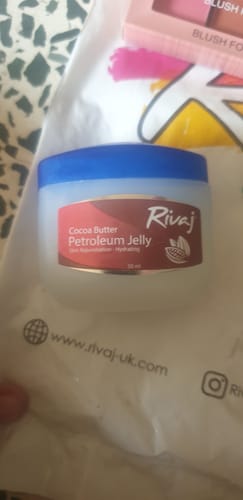 BLUSH
BLUSH FO
Rivaj
Cocoa Butter
Petroleum Jelly
Skin Rejuvenation - Hydrating
50 ml
www.rivaj-uk.com